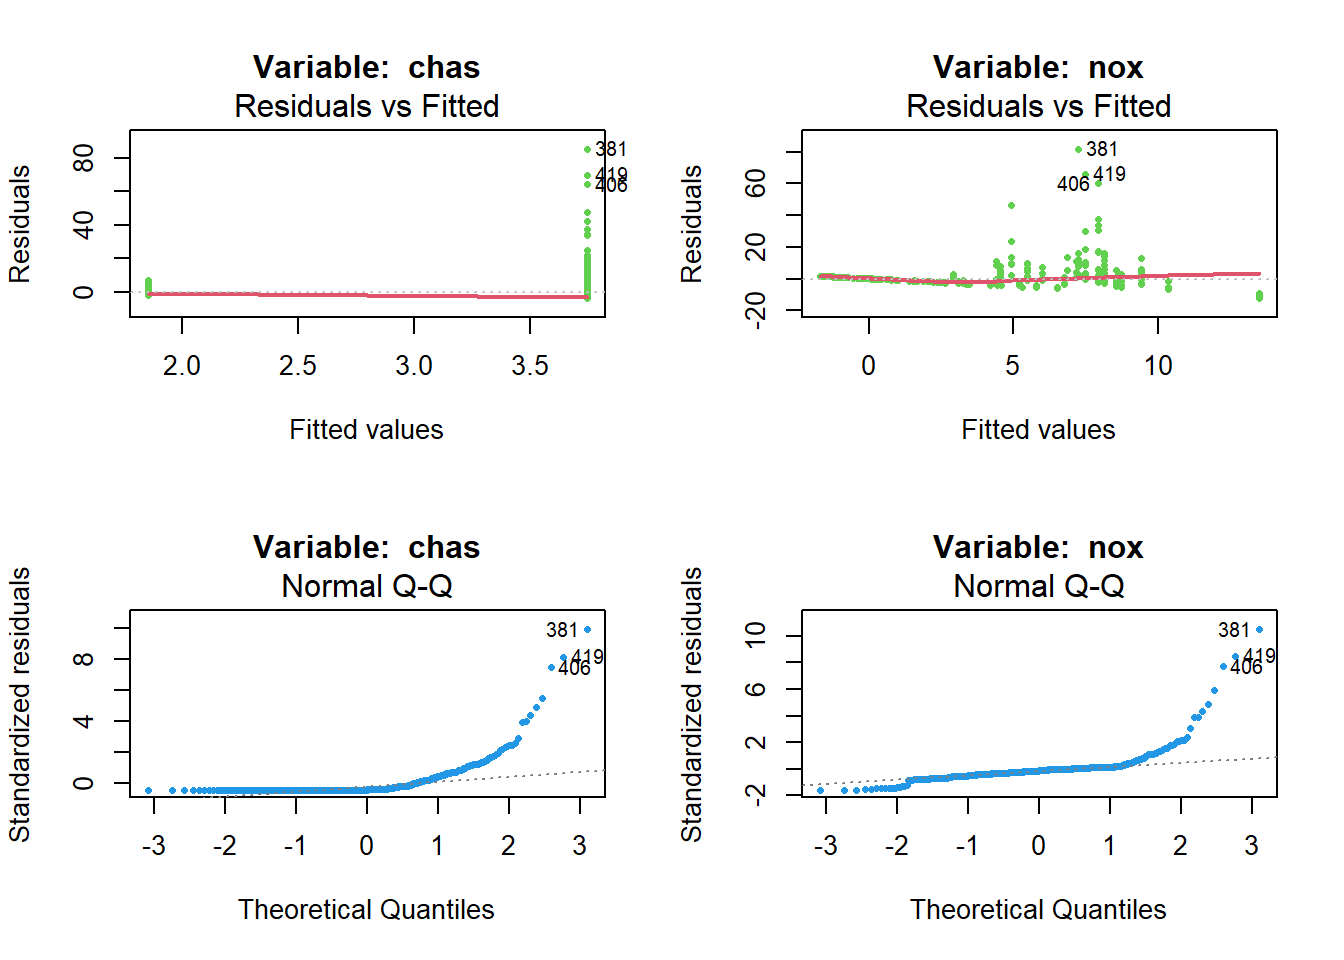 Variable:  chas
Residuals vs Fitted
Residuals
80
40
0
381
419
406
2.0 2.5 3.0 3.5
Fitted values
Variable:  nox
Residuals vs Fitted
Residuals
60
20
-20
381
419
406
0 5 10
Fitted values
Variable:  chas
Normal Q-Q
Standardized residuals
8
4
0
381
419
406
-3 -2 -1 0 1 2 3
Theoretical Quantiles
Variable:  nox
Normal Q-Q
Standardized residuals
10
6
2
-2
381
419
406
-3 -2 -1 0 1 2 3
Theoretical Quantiles